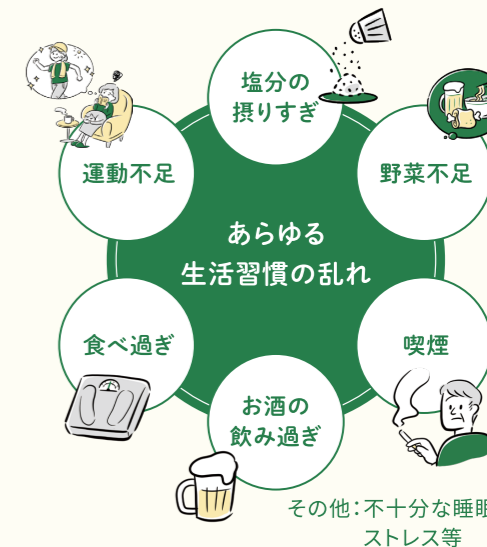 塩分の
摂りすぎ
運動不足
野菜不足
あらゆる
生活習慣の乱れ
食べ過ぎ
喫煙
お酒の
飲み過ぎ
その他：不十分な睡眠
ストレス等